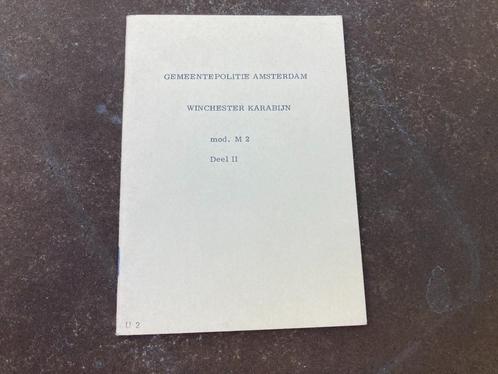 GEMEENTEPOLITIE AMSTERDAM
WINCHESTER KARABIJN
mod. M 2
Deel II
U 2